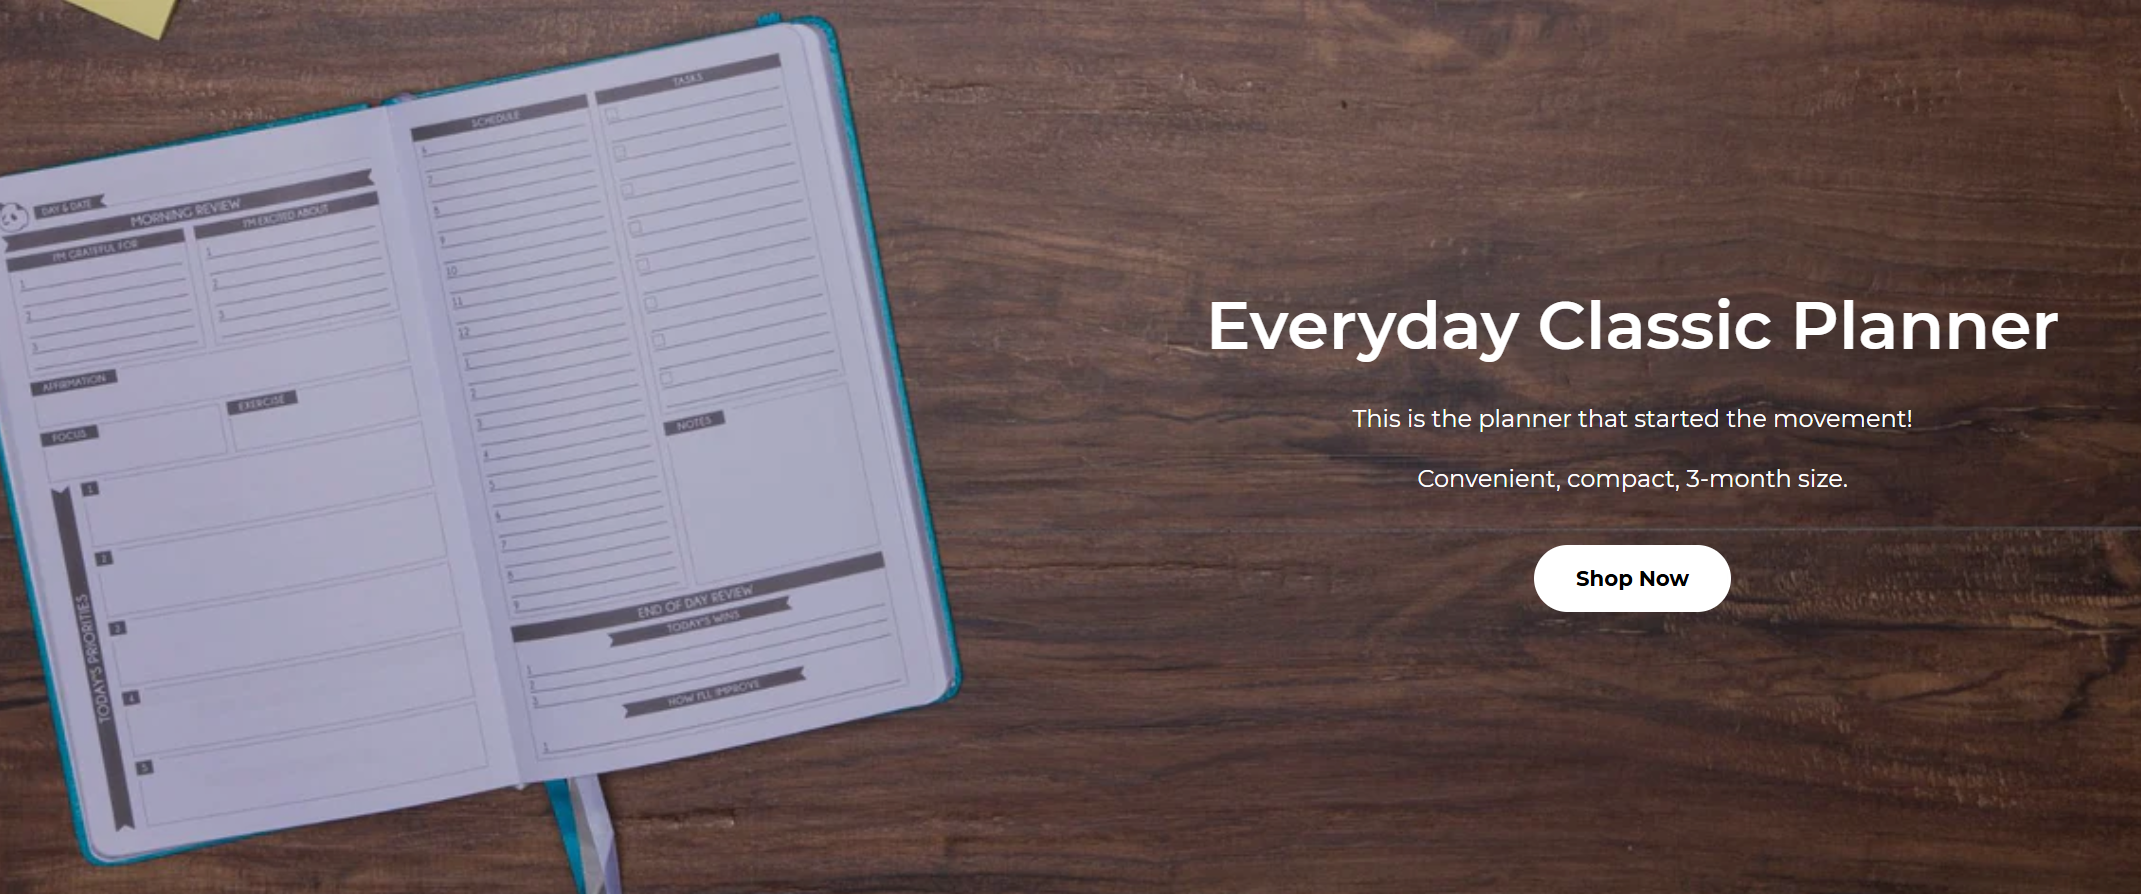 DAY & DATE
MORNING REVIEW
I'M GRATEFUL FOR
I'M EXCITED ABOUT
1
2
3
1
2
3
AFFIRMATION
FOCUS
EXERCISE
TODAY'S PRIORITIES
1
2
3
4
5
SCHEDULE
6
7
8
9
10
11
12
1
2
3
4
5
6
7
8
9
TASKS
NOTES
END OF DAY REVIEW
TODAY'S WINS
1
2
3
HOW I'LL IMPROVE
1
Everyday Classic Planner
This is the planner that started the movement!
Convenient, compact, 3-month size.
Shop Now